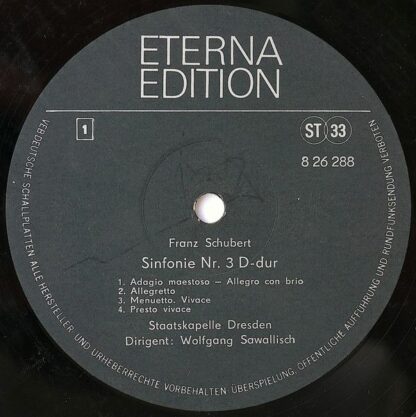 ETERNA
EDITION
1
ST 33
8 26 288
Franz Schubert
Sinfonie Nr. 3 D-dur
1. Adagio maestoso – Allegro con brio
2. Allegretto
3. Menuetto. Vivace
4. Presto vivace
Staatskapelle Dresden
Dirigent: Wolfgang Sawallisch
VEB DEUTSCHE SCHALLPLATTEN. ALLE HERSTELLER- UND URHEBERRECHTE VORBEHALTEN · ÜBERSPIELUNG, ÖFFENTLICHE AUFFÜHRUNG UND RUNDFUNKSENDUNG VERBOTEN